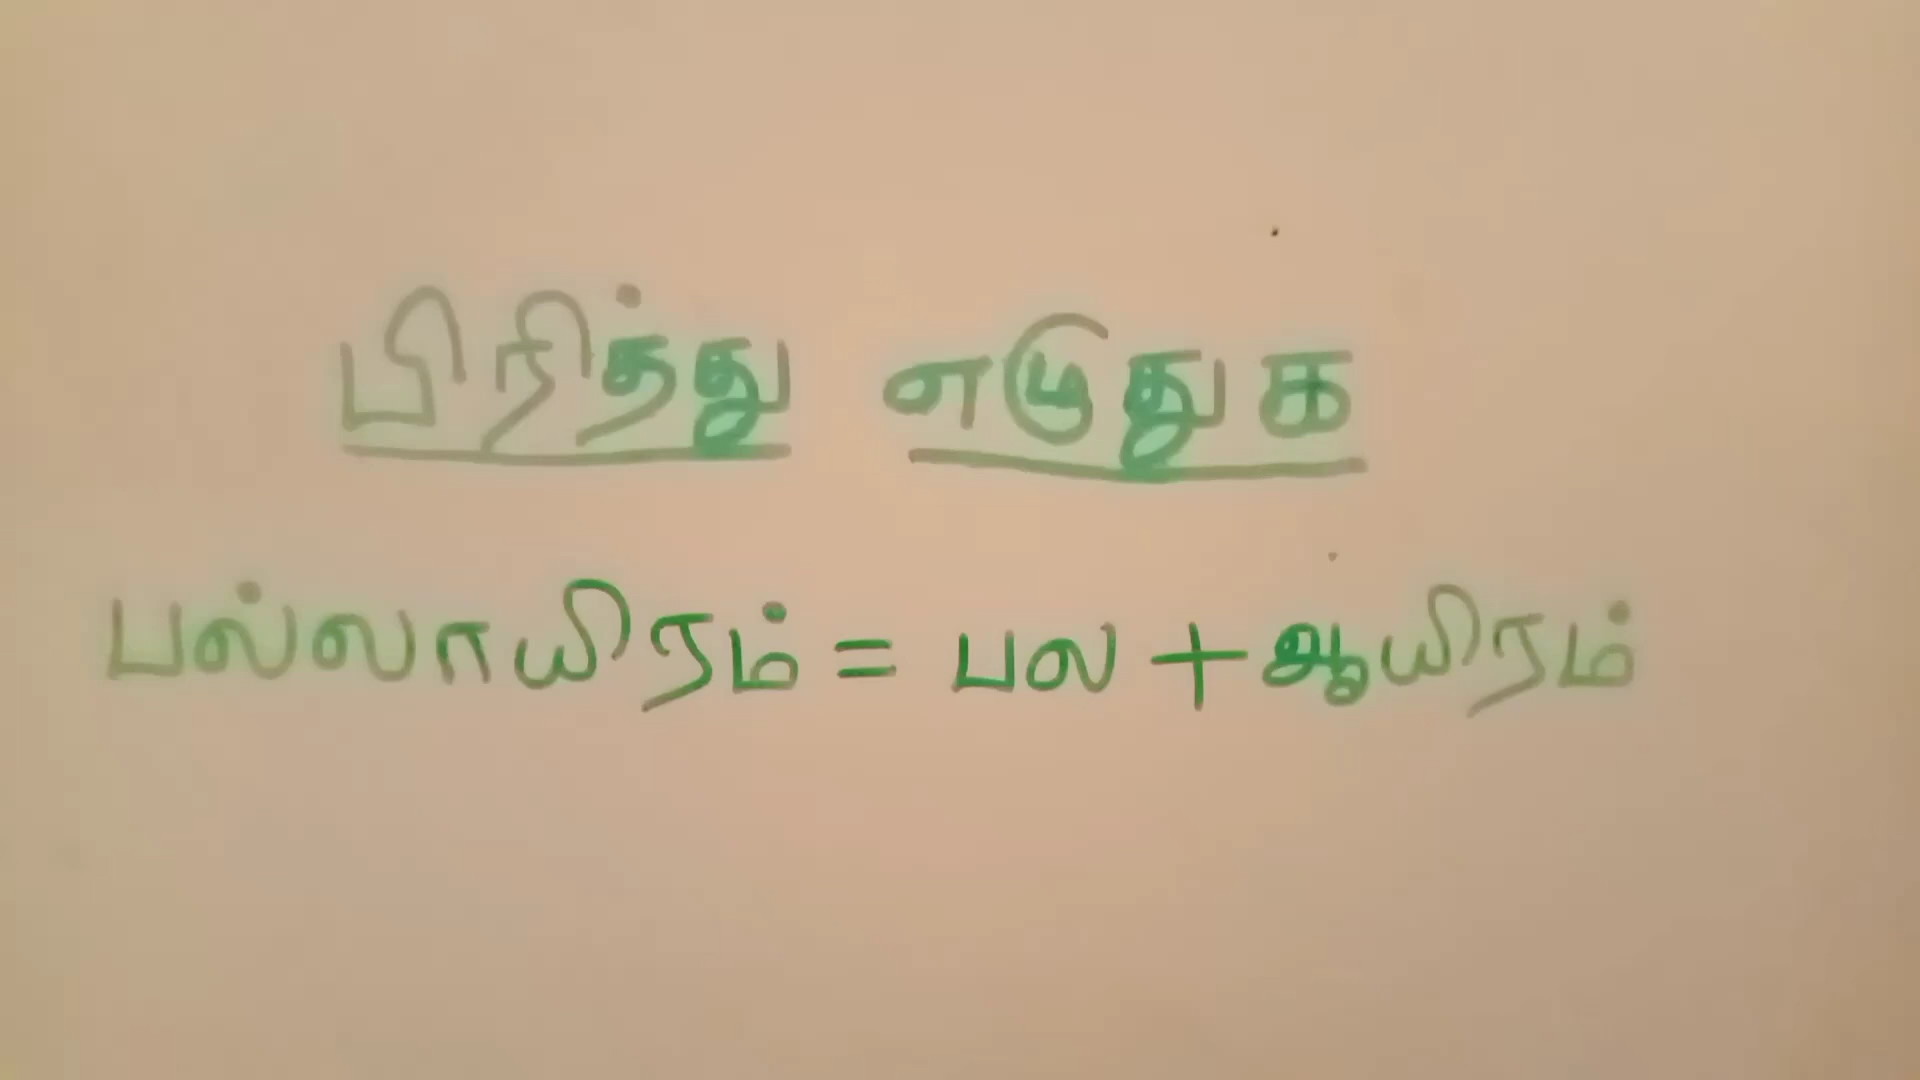 பிரித்து எழுதுக
பல்லாயிரம் = பல + ஆயிரம்